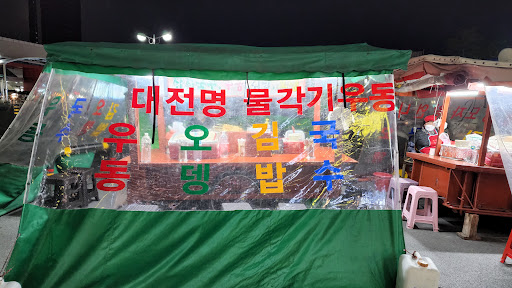 대전명 물각기우동
우동
오뎅
김밥
국수